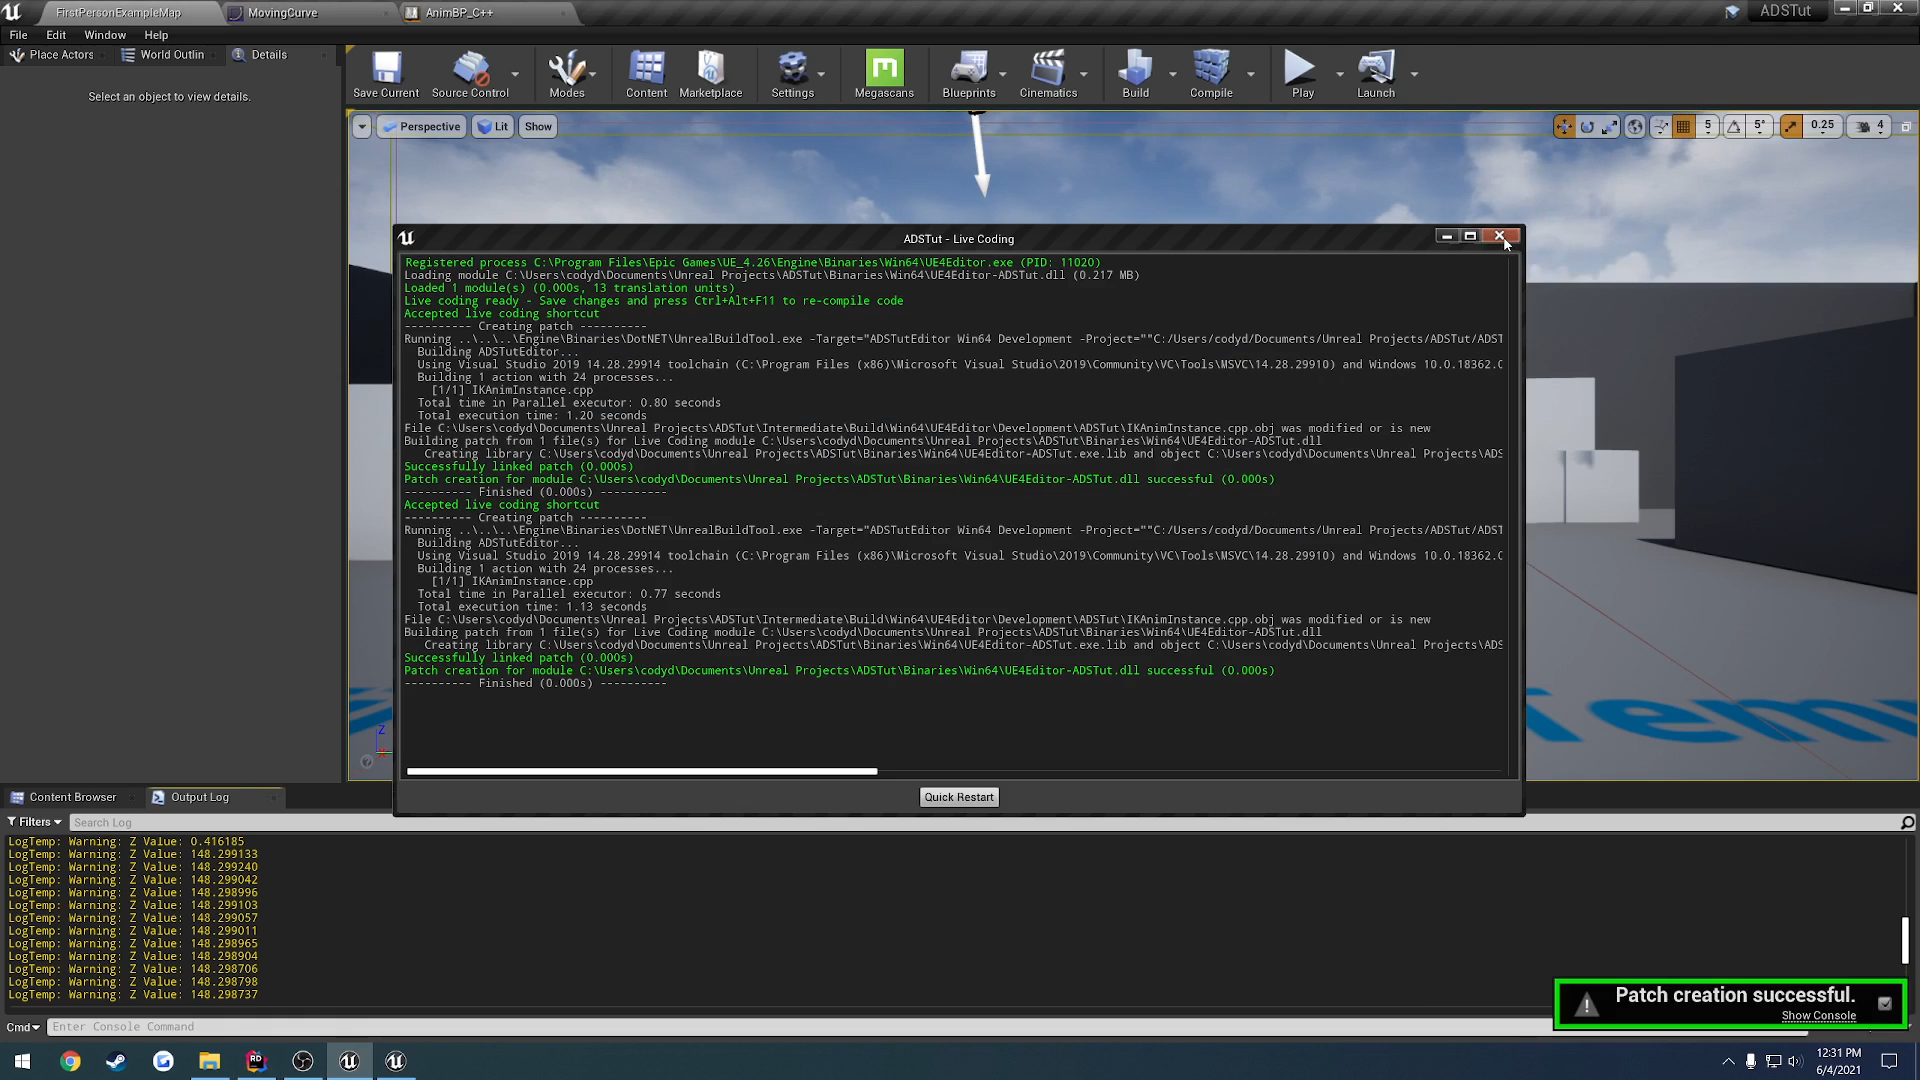 FirstPersonExampleMap
MovingCurve
AnimBP_C++
ADSTut
File
Edit
Window
Help
Place Actors
World Outlin
Details
Select an object to view details.
Save Current
Source Control
Modes
Content
Marketplace
Settings
Megascans
Blueprints
Cinematics
Build
Compile
Play
Launch
Perspective
Lit
Show
5
5°
0.25
4
ADSTut - Live Coding
Registered process C:\Program Files\Epic Games\UE_4.26\Engine\Binaries\Win64\UE4Editor.exe (PID: 11020)
Loading module C:\Users\codyd\Documents\Unreal Projects\ADSTut\Binaries\Win64\UE4Editor-ADSTut.dll (0.217 MB)
Loaded 1 module(s) (0.000s, 13 translation units)
Live coding ready - Save changes and press Ctrl+Alt+F11 to re-compile code
Accepted live coding shortcut
---------- Creating patch ----------
Running ..\..\..\Engine\Binaries\DotNET\UnrealBuildTool.exe -Target="ADSTutEditor Win64 Development -Project=""C:/Users/codyd/Documents/Unreal Projects/ADSTut/ADST
Building ADSTutEditor...
Using Visual Studio 2019 14.28.29914 toolchain (C:\Program Files (x86)\Microsoft Visual Studio\2019\Community\VC\Tools\MSVC\14.28.29910) and Windows 10.0.18362.0
Building 1 action with 24 processes...
[1/1] IKAnimInstance.cpp
Total time in Parallel executor: 0.80 seconds
Total execution time: 1.20 seconds
File C:\Users\codyd\Documents\Unreal Projects\ADSTut\Intermediate\Build\Win64\UE4Editor\Development\ADSTut\IKAnimInstance.cpp.obj was modified or is new
Building patch from 1 file(s) for Live Coding module C:\Users\codyd\Documents\Unreal Projects\ADSTut\Binaries\Win64\UE4Editor-ADSTut.dll
Creating library C:\Users\codyd\Documents\Unreal Projects\ADSTut\Binaries\Win64\UE4Editor-ADSTut.exe.lib and object C:\Users\codyd\Documents\Unreal Projects\ADS
Successfully linked patch (0.000s)
Patch creation for module C:\Users\codyd\Documents\Unreal Projects\ADSTut\Binaries\Win64\UE4Editor-ADSTut.dll successful (0.000s)
---------- Finished (0.000s) ----------
Accepted live coding shortcut
---------- Creating patch ----------
Running ..\..\..\Engine\Binaries\DotNET\UnrealBuildTool.exe -Target="ADSTutEditor Win64 Development -Project=""C:/Users/codyd/Documents/Unreal Projects/ADSTut/ADST
Building ADSTutEditor...
Using Visual Studio 2019 14.28.29914 toolchain (C:\Program Files (x86)\Microsoft Visual Studio\2019\Community\VC\Tools\MSVC\14.28.29910) and Windows 10.0.18362.0
Building 1 action with 24 processes...
[1/1] IKAnimInstance.cpp
Total time in Parallel executor: 0.77 seconds
Total execution time: 1.13 seconds
File C:\Users\codyd\Documents\Unreal Projects\ADSTut\Intermediate\Build\Win64\UE4Editor\Development\ADSTut\IKAnimInstance.cpp.obj was modified or is new
Building patch from 1 file(s) for Live Coding module C:\Users\codyd\Documents\Unreal Projects\ADSTut\Binaries\Win64\UE4Editor-ADSTut.dll
Creating library C:\Users\codyd\Documents\Unreal Projects\ADSTut\Binaries\Win64\UE4Editor-ADSTut.exe.lib and object C:\Users\codyd\Documents\Unreal Projects\ADS
Successfully linked patch (0.000s)
Patch creation for module C:\Users\codyd\Documents\Unreal Projects\ADSTut\Binaries\Win64\UE4Editor-ADSTut.dll successful (0.000s)
---------- Finished (0.000s) ----------
Z
Quick Restart
Content Browser
Output Log
Filters
Search Log
LogTemp: Warning: Z Value: 0.416185
LogTemp: Warning: Z Value: 148.299133
LogTemp: Warning: Z Value: 148.299240
LogTemp: Warning: Z Value: 148.299042
LogTemp: Warning: Z Value: 148.298996
LogTemp: Warning: Z Value: 148.299103
LogTemp: Warning: Z Value: 148.299057
LogTemp: Warning: Z Value: 148.299011
LogTemp: Warning: Z Value: 148.298965
LogTemp: Warning: Z Value: 148.298904
LogTemp: Warning: Z Value: 148.298706
LogTemp: Warning: Z Value: 148.298798
LogTemp: Warning: Z Value: 148.298737
Patch creation successful.
Show Console
Cmd
Enter Console Command
12:31 PM
6/4/2021